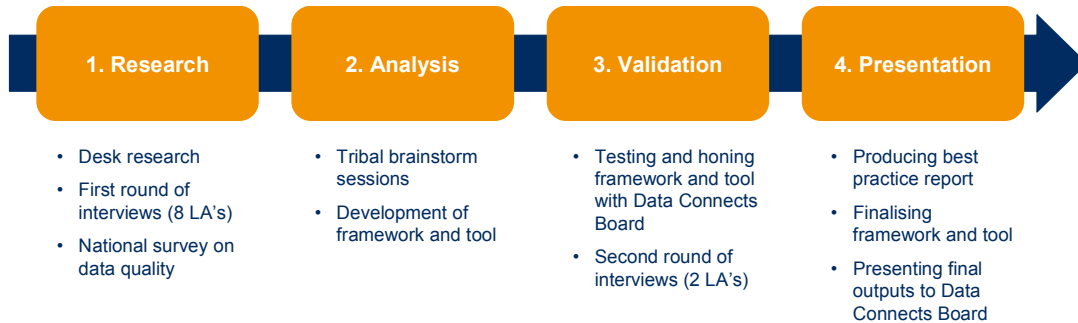 1. Research
2. Analysis
3. Validation
4. Presentation
• Desk research
• First round of
interviews (8 LA’s)
• National survey on
data quality
• Tribal brainstorm
sessions
• Development of
framework and tool
• Testing and honing
framework and tool
with Data Connects
Board
• Second round of
interviews (2 LA’s)
• Producing best
practice report
• Finalising
framework and tool
• Presenting final
outputs to Data
Connects Board